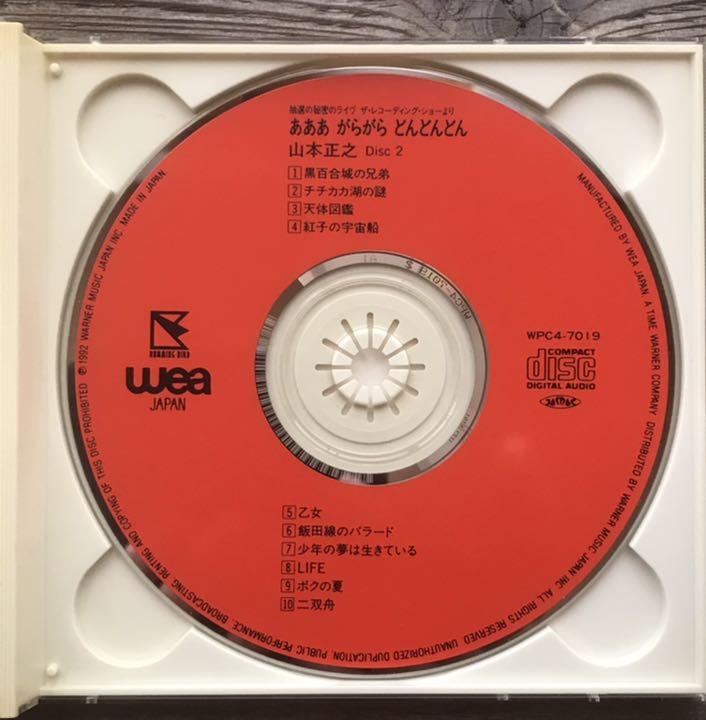 抽選の秘密のライヴ ザ・レコーディング・ショーより
あああ がらがら どんどんどん
山本正之 Disc 2
1 黒百合城の兄弟
2 チチカカ湖の謎
3 天体図鑑
4 紅子の宇宙船
HUMMING BIRD
wea
JAPAN
WPC4-7019
COMPACT
disc
DIGITAL AUDIO
JASRAC
5 乙女
6 飯田線のバラード
7 少年の夢は生きている
8 LIFE
9 ボクの夏
10 二双舟
MANUFACTURED BY WEA JAPAN, A TIME WARNER COMPANY. DISTRIBUTED BY WARNER MUSIC JAPAN INC. ALL RIGHTS RESERVED. UNAUTHORIZED DUPLICATION, PUBLIC PERFORMANCE, BROADCASTING, RENTING AND COPYING OF THIS DISC PROHIBITED. ℗ 1992 WARNER MUSIC JAPAN INC. MADE IN JAPAN